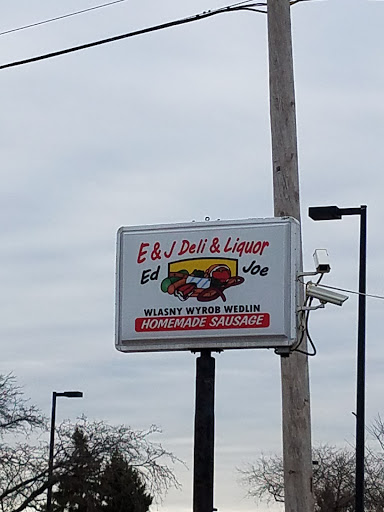 E & J Deli & Liquor
Ed Joe
WLASNY WYROB WEDLIN
HOMEMADE SAUSAGE